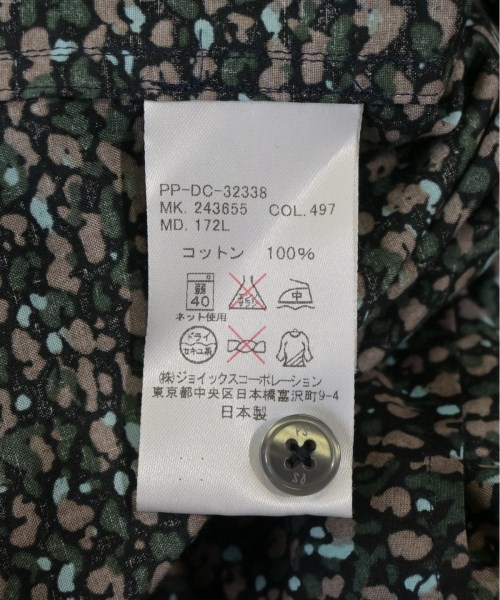 PP-DC-32338
MK. 243655 COL. 497
MD. 172L
コットン 100%
弱 中
40
ネット使用
ドライ
セキユ系
(株)ジョイックスコーポレーション
東京都中央区日本橋富沢町9-4
日本製